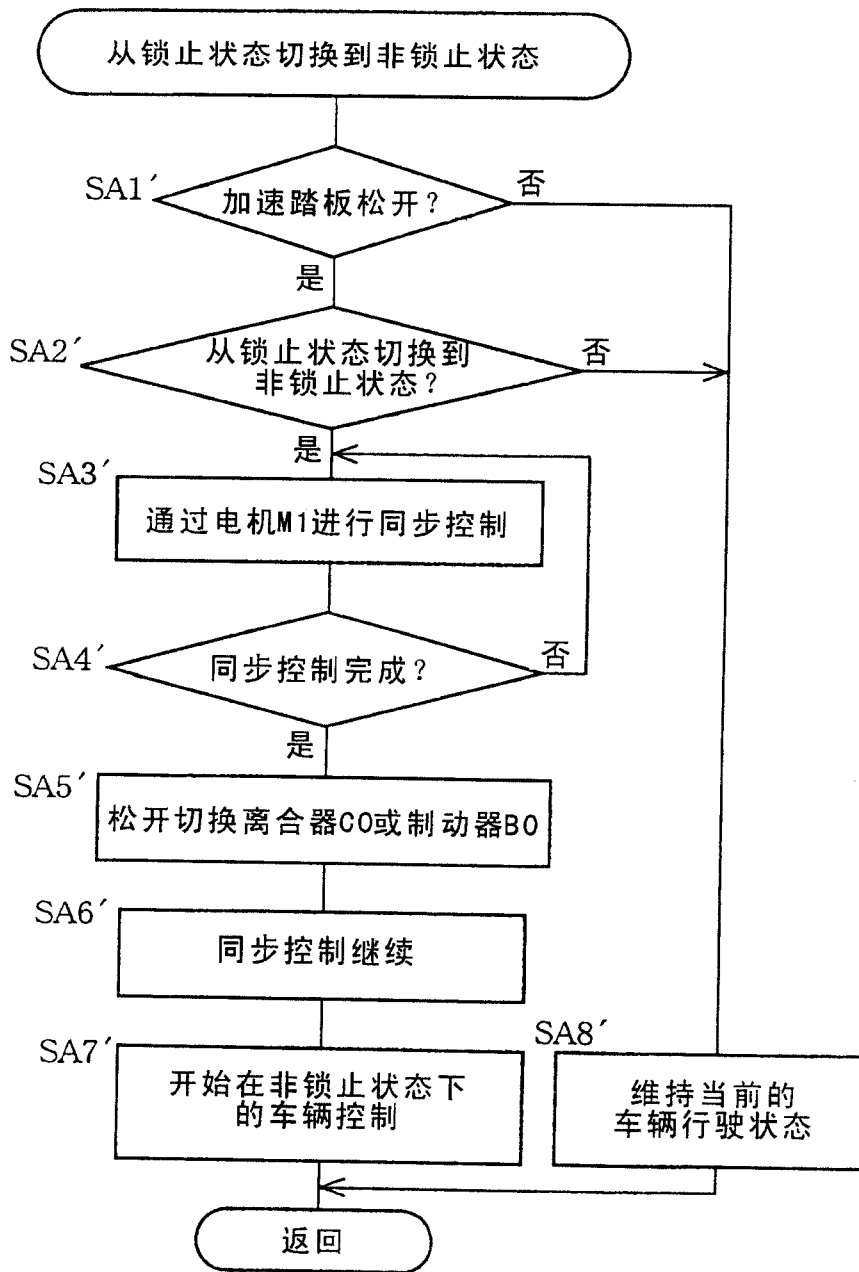 从锁止状态切换到非锁止状态
SA1′
加速踏板松开?
否
是
SA2′
从锁止状态切换到
非锁止状态?
否
是
SA3′
通过电机M1进行同步控制
SA4′
同步控制完成?
否
是
SA5′
松开切换离合器C0或制动器B0
SA6′
同步控制继续
SA7′
开始在非锁止状态下
的车辆控制
SA8′
维持当前的
车辆行驶状态
返回